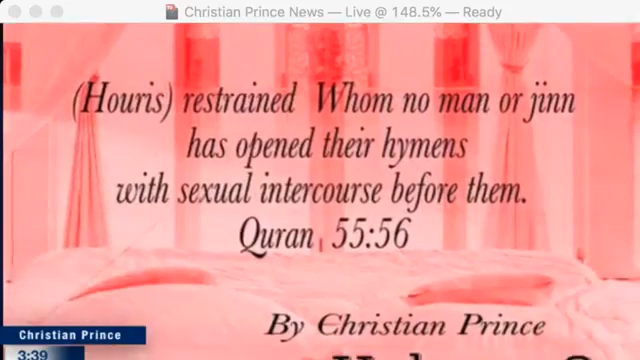 Christian Prince News — Live @ 148.5% — Ready
(Houris) restrained Whom no man or jinn
has opened their hymens
with sexual intercourse before them.
Quran 55:56
By Christian Prince
Christian Prince
3:39